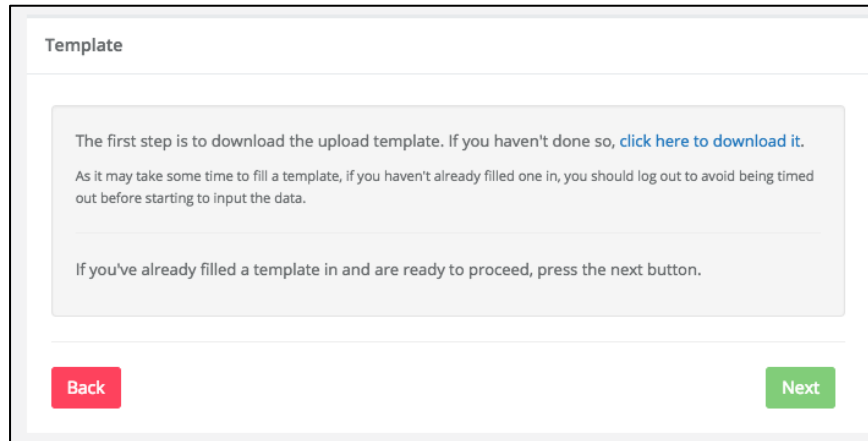 Template
The first step is to download the upload template. If you haven't done so, click here to download it.
As it may take some time to fill a template, if you haven't already filled one in, you should log out to avoid being timed
out before starting to input the data.
If you've already filled a template in and are ready to proceed, press the next button.
Back
Next